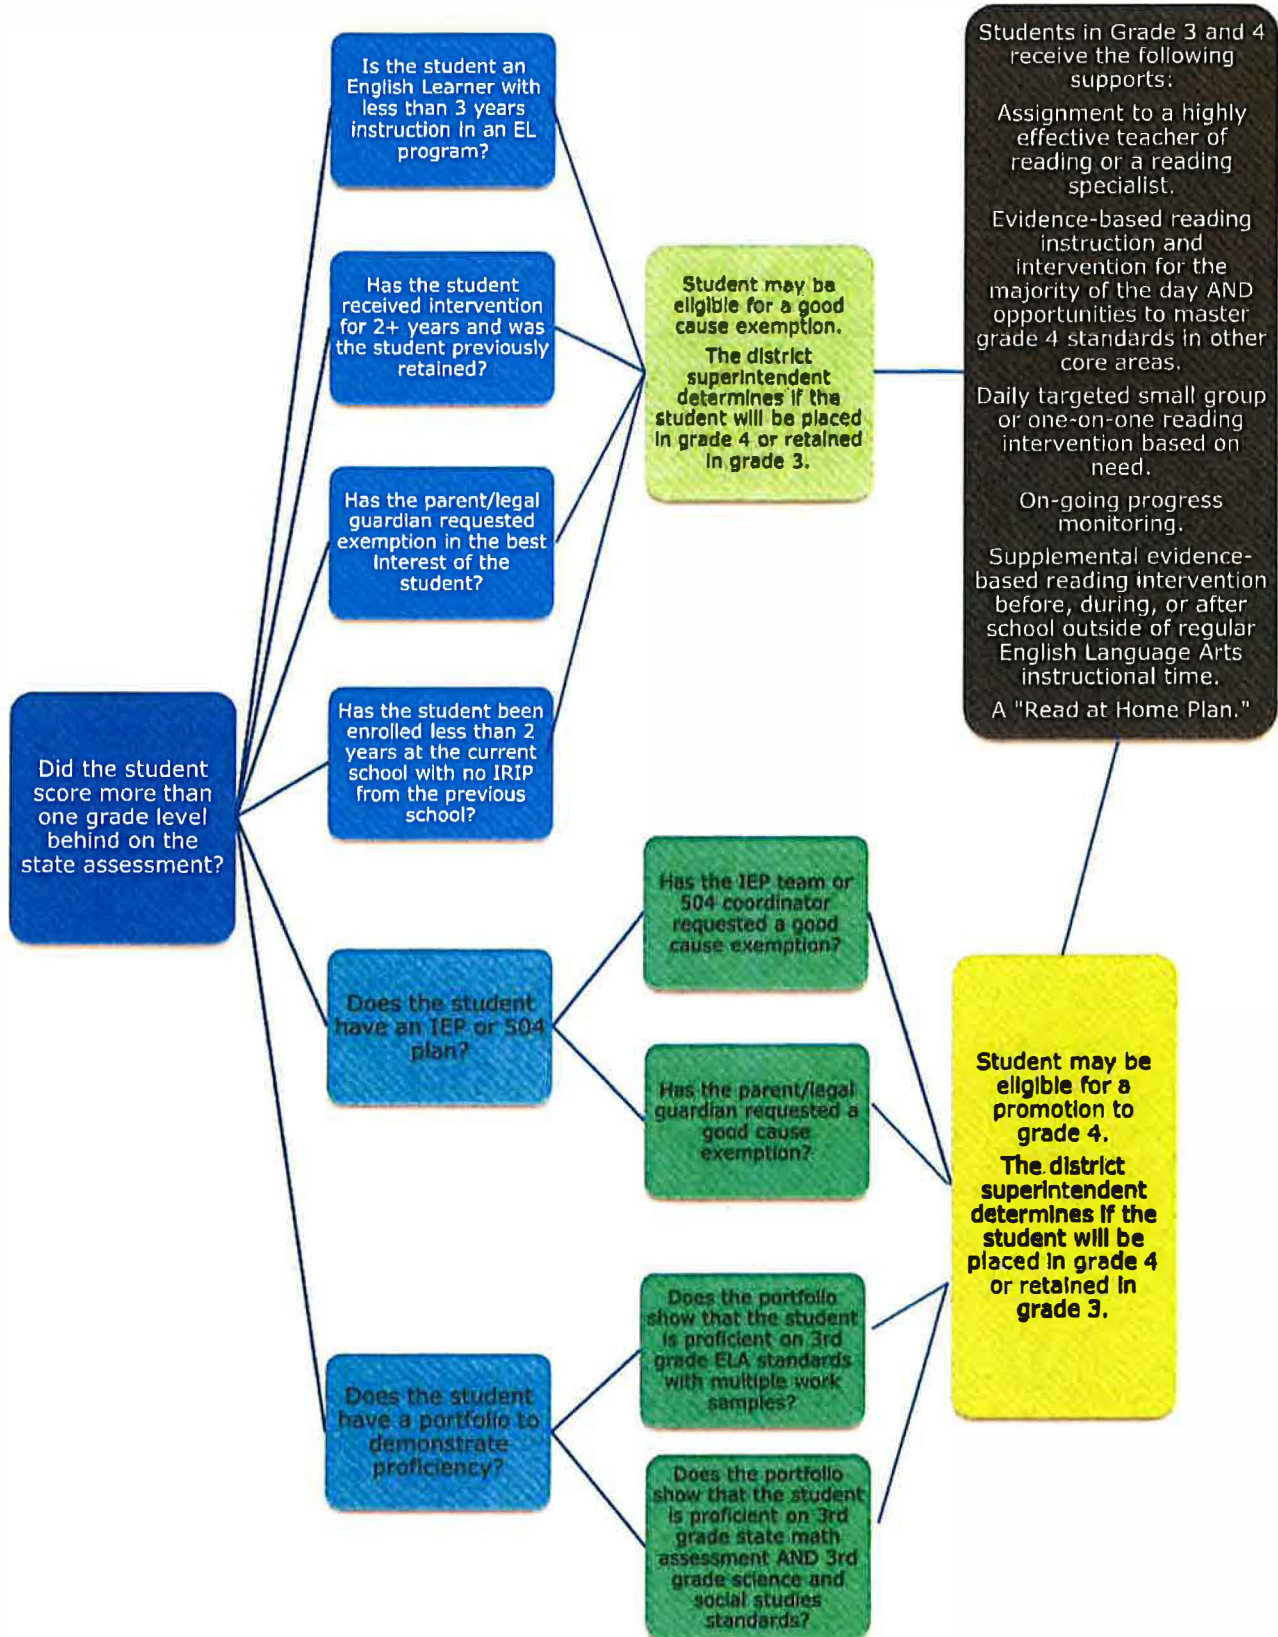 Did the student
score more than
one grade level
behind on the
state assessment?
Is the student an
English Learner with
less than 3 years
instruction in an EL
program?
Has the student
received intervention
for 2+ years and was
the student previously
retained?
Has the parent/legal
guardian requested
exemption in the best
interest of the
student?
Has the student been
enrolled less than 2
years at the current
school with no IRIP
from the previous
school?
Does the student
have an IEP or 504
plan?
Does the student
have a portfolio to
demonstrate
proficiency?
Student may be
eligible for a good
cause exemption.
The district
superintendent
determines if the
student will be placed
in grade 4 or retained
in grade 3.
Has the IEP team or
504 coordinator
requested a good
cause exemption?
Has the parent/legal
guardian requested a
good cause
exemption?
Does the portfolio
show that the student
is proficient on 3rd
grade ELA standards
with multiple work
samples?
Does the portfolio
show that the student
is proficient on 3rd
grade state math
assessment AND 3rd
grade science and
social studies
standards?
Students in Grade 3 and 4
receive the following
supports:
Assignment to a highly
effective teacher of
reading or a reading
specialist.
Evidence-based reading
instruction and
intervention for the
majority of the day AND
opportunities to master
grade 4 standards in other
core areas.
Daily targeted small group
or one-on-one reading
intervention based on
need.
On-going progress
monitoring.
Supplemental evidence-
based reading intervention
before, during, or after
school outside of regular
English Language Arts
instructional time.
A "Read at Home Plan."
Student may be
eligible for a
promotion to
grade 4.
The district
superintendent
determines if the
student will be
placed in grade 4
or retained in
grade 3.